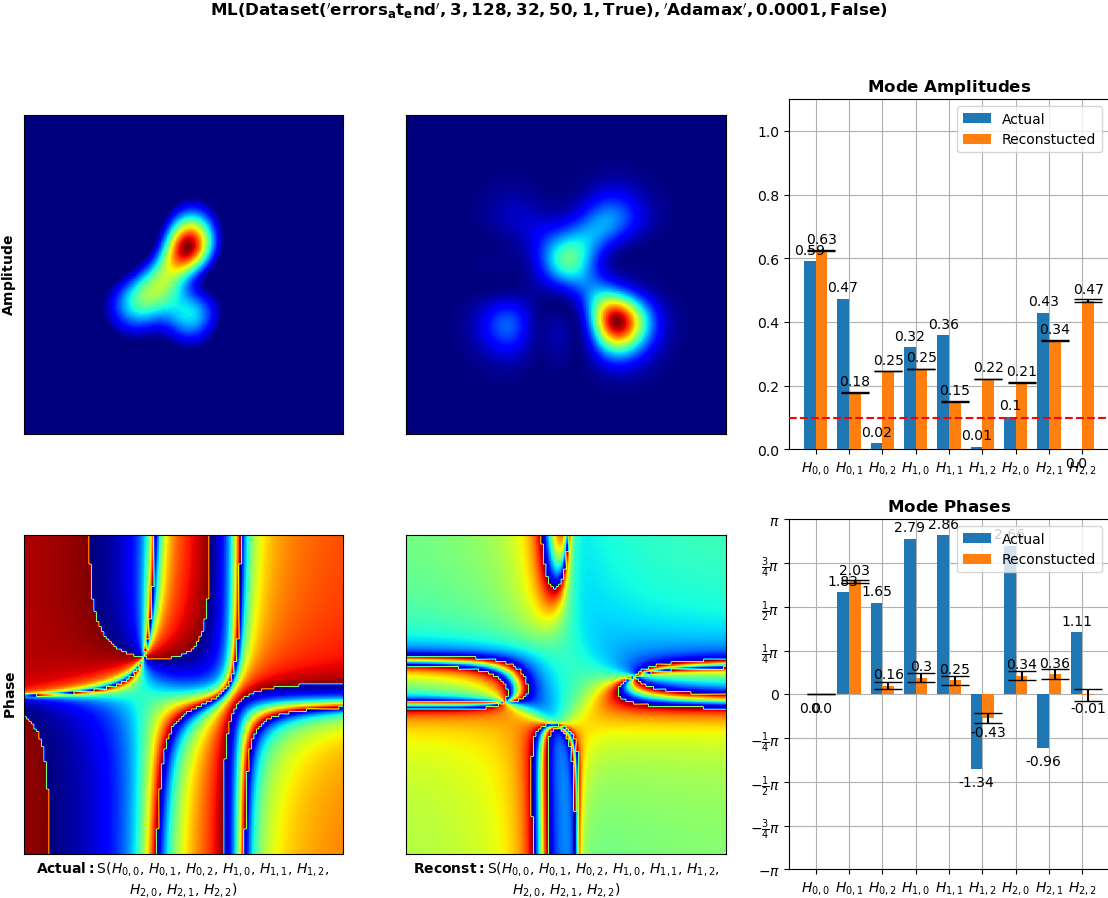 ML(Dataset('errors_at_end', 3, 128, 32, 50, 1, True), 'Adamax', 0.0001, False)
Mode Amplitudes
Actual
Reconstucted
1.0
0.8
0.6
0.4
0.2
0.0
0.59
0.63
0.47
0.18
0.02
0.25
0.32
0.25
0.36
0.15
0.01
0.22
0.1
0.21
0.43
0.34
0.0
0.47
H0,0 H0,1 H0,2 H1,0 H1,1 H1,2 H2,0 H2,1 H2,2
Amplitude
Mode Phases
Actual
Reconstucted
π
3/4π
1/2π
1/4π
0
−1/4π
−1/2π
−3/4π
−π
0.0
0.0
1.83
2.03
1.65
0.16
2.79
0.3
2.86
0.25
-1.34
-0.43
2.66
0.34
-0.96
0.36
1.11
-0.01
H0,0 H0,1 H0,2 H1,0 H1,1 H1,2 H2,0 H2,1 H2,2
Phase
Actual: S(H0,0, H0,1, H0,2, H1,0, H1,1, H1,2,
H2,0, H2,1, H2,2)
Reconst: S(H0,0, H0,1, H0,2, H1,0, H1,1, H1,2,
H2,0, H2,1, H2,2)